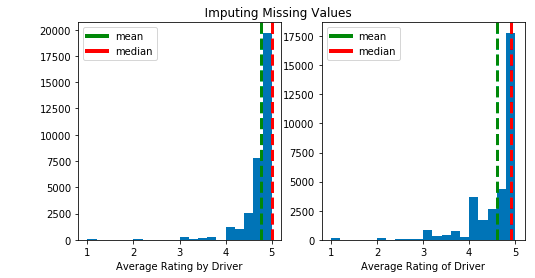 Imputing Missing Values
mean
median
20000
17500
15000
12500
10000
7500
5000
2500
0
1 2 3 4 5
Average Rating by Driver
mean
median
17500
15000
12500
10000
7500
5000
2500
0
1 2 3 4 5
Average Rating of Driver